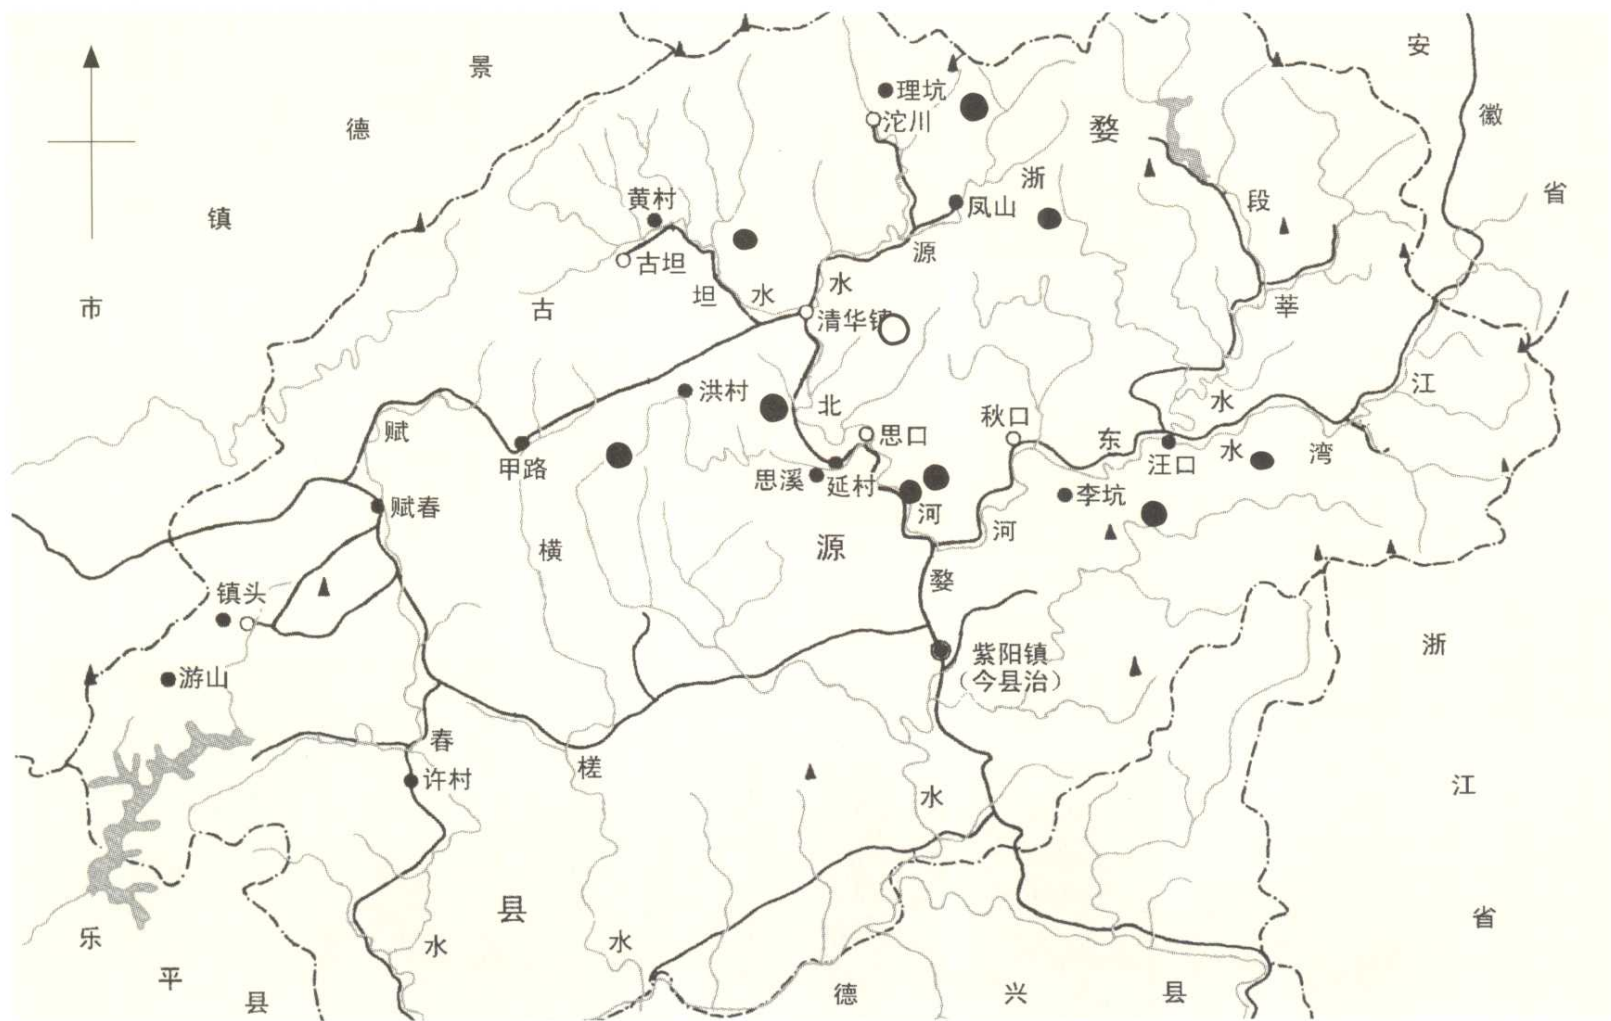 景德镇市
安徽省
浙江省
乐平县
德兴县
婺源县
理坑
沱川
黄村
古坦
凤山
浙源水
古坦水
清华镇
段莘水
洪村
北河
思口
秋口
东河
汪口
江湾水
赋春水
甲路
思溪
延村
李坑
赋春
横槎水
镇头
婺水
紫阳镇
（今县治）
游山
许村